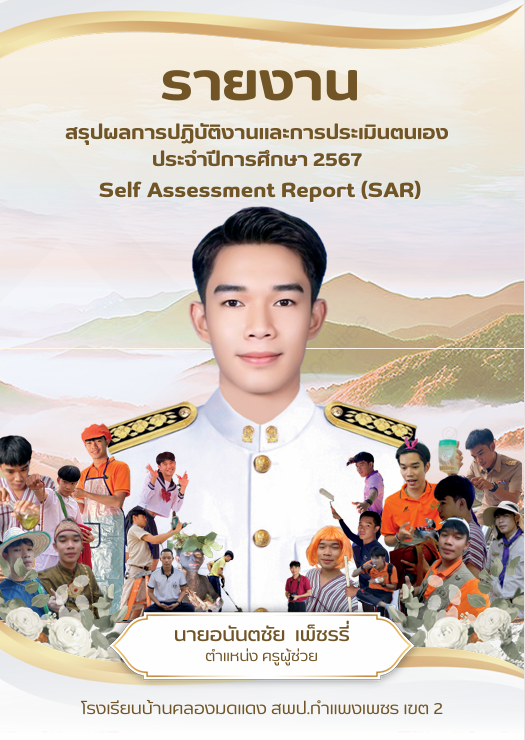 รายงาน
สรุปผลการปฏิบัติงานและการประเมินตนเอง
ประจำปีการศึกษา 2567
Self Assessment Report (SAR)
นายอนันตชัย เพ็ชรรี่
ตำแหน่ง ครูผู้ช่วย
โรงเรียนบ้านคลองมดแดง สพป.กำแพงเพชร เขต 2